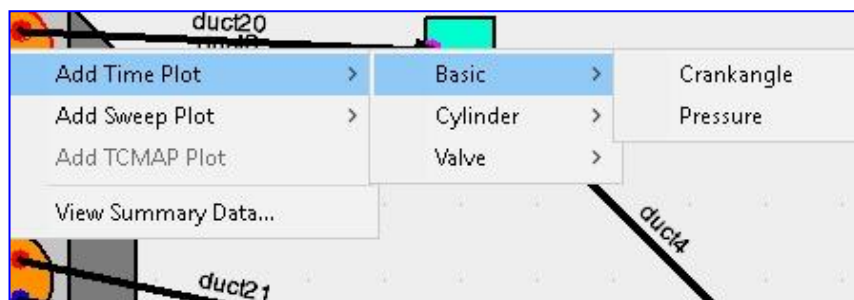 duct20
Add Time Plot
Basic
Crankangle
Add Sweep Plot
Cylinder
Pressure
Add TCMAP Plot
Valve
View Summary Data...
duct4
duct21